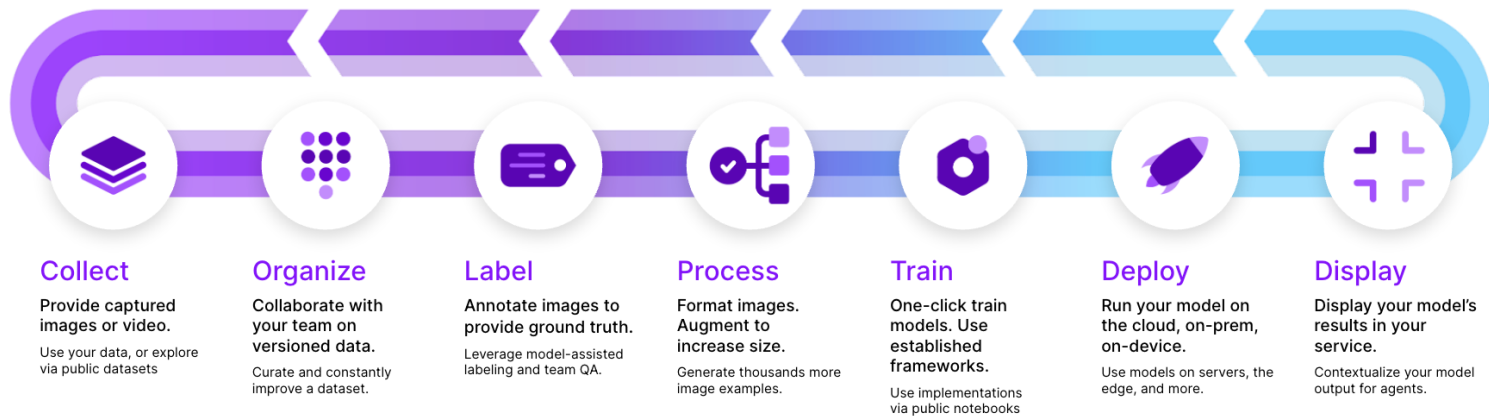 Collect
Provide captured
images or video.
Use your data, or explore
via public datasets
Organize
Collaborate with
your team on
versioned data.
Curate and constantly
improve a dataset.
Label
Annotate images to
provide ground truth.
Leverage model-assisted
labeling and team QA.
Process
Format images.
Augment to
increase size.
Generate thousands more
image examples.
Train
One-click train
models. Use
established
frameworks.
Use implementations
via public notebooks
Deploy
Run your model on
the cloud, on-prem,
on-device.
Use models on servers, the
edge, and more.
Display
Display your model’s
results in your
service.
Contextualize your model
output for agents.